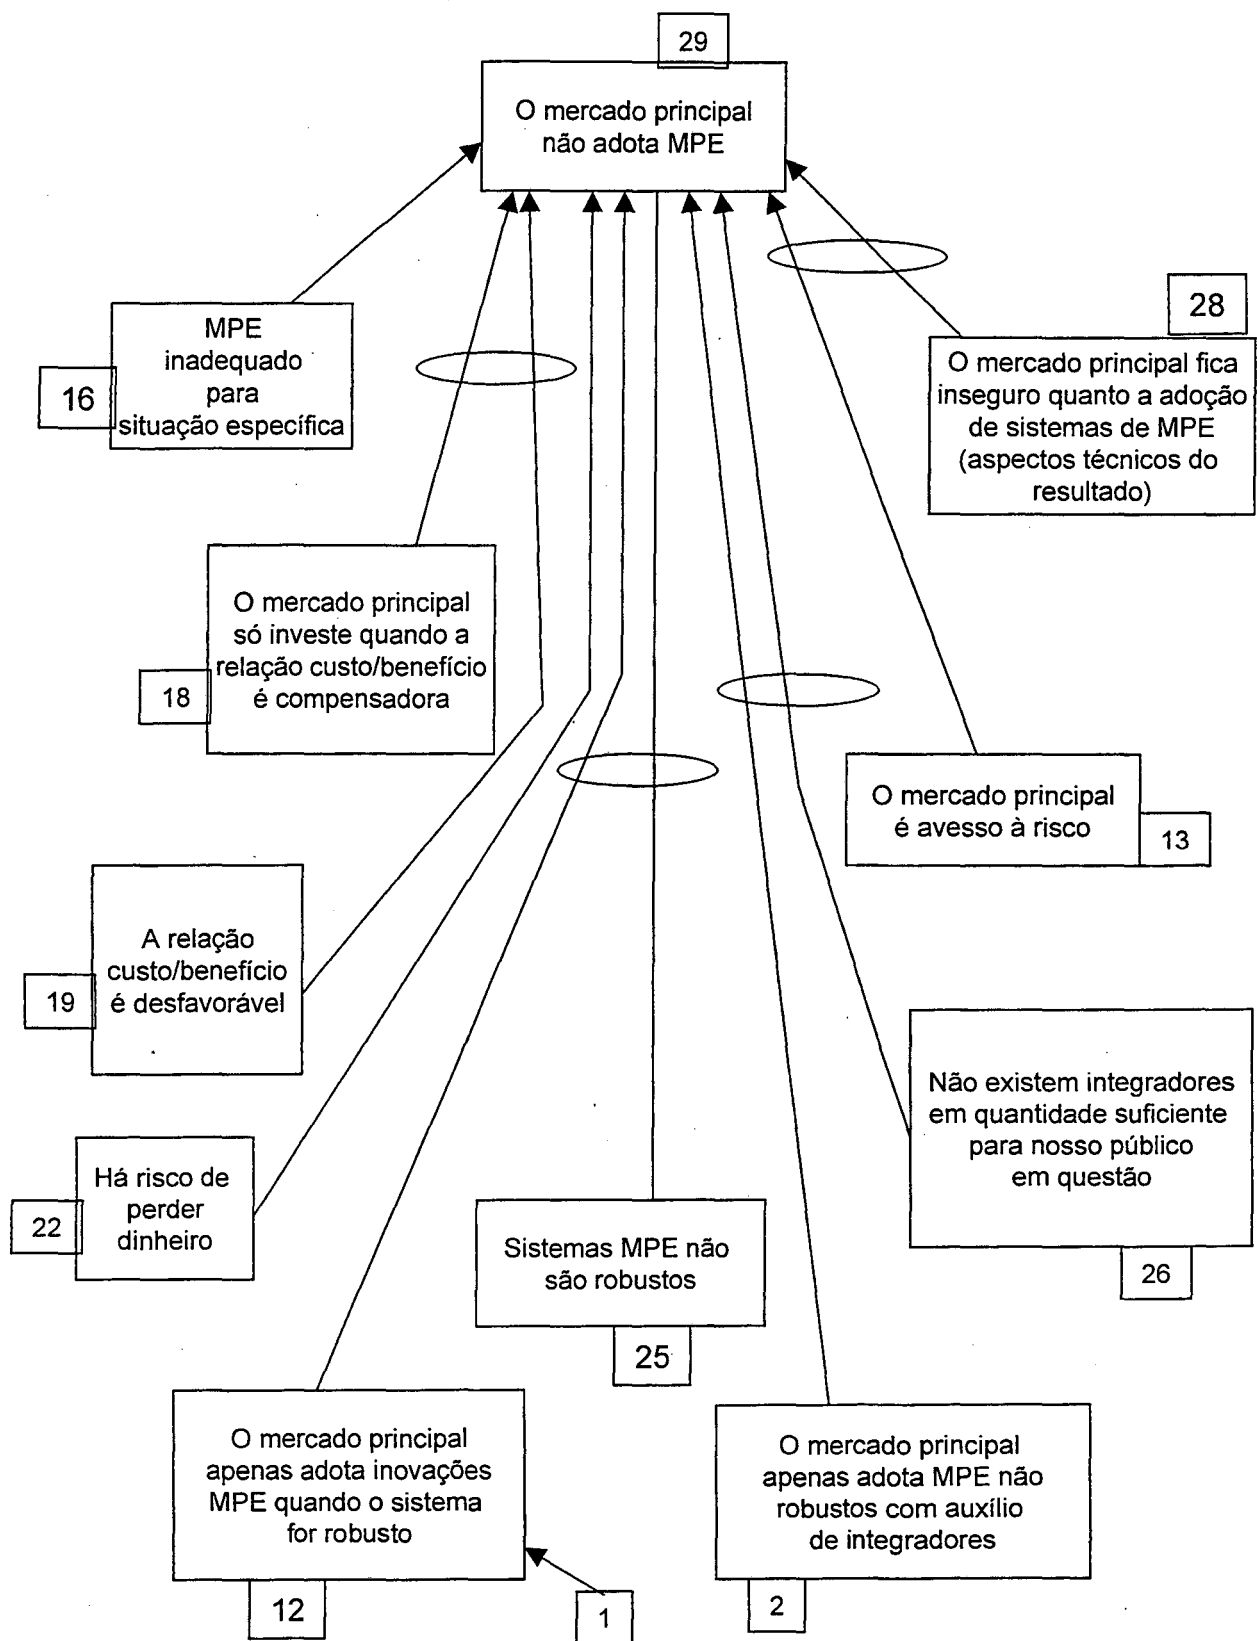 29
O mercado principal
não adota MPE
MPE
inadequado
para
situação específica
16
28
O mercado principal fica
inseguro quanto a adoção
de sistemas de MPE
(aspectos técnicos do
resultado)
O mercado principal
só investe quando a
relação custo/benefício
é compensadora
18
O mercado principal
é avesso à risco
13
A relação
custo/benefício
é desfavorável
19
Não existem integradores
em quantidade suficiente
para nosso público
em questão
26
Há risco de
perder
dinheiro
22
Sistemas MPE não
são robustos
25
O mercado principal
apenas adota inovações
MPE quando o sistema
for robusto
12
1
O mercado principal
apenas adota MPE não
robustos com auxílio
de integradores
2